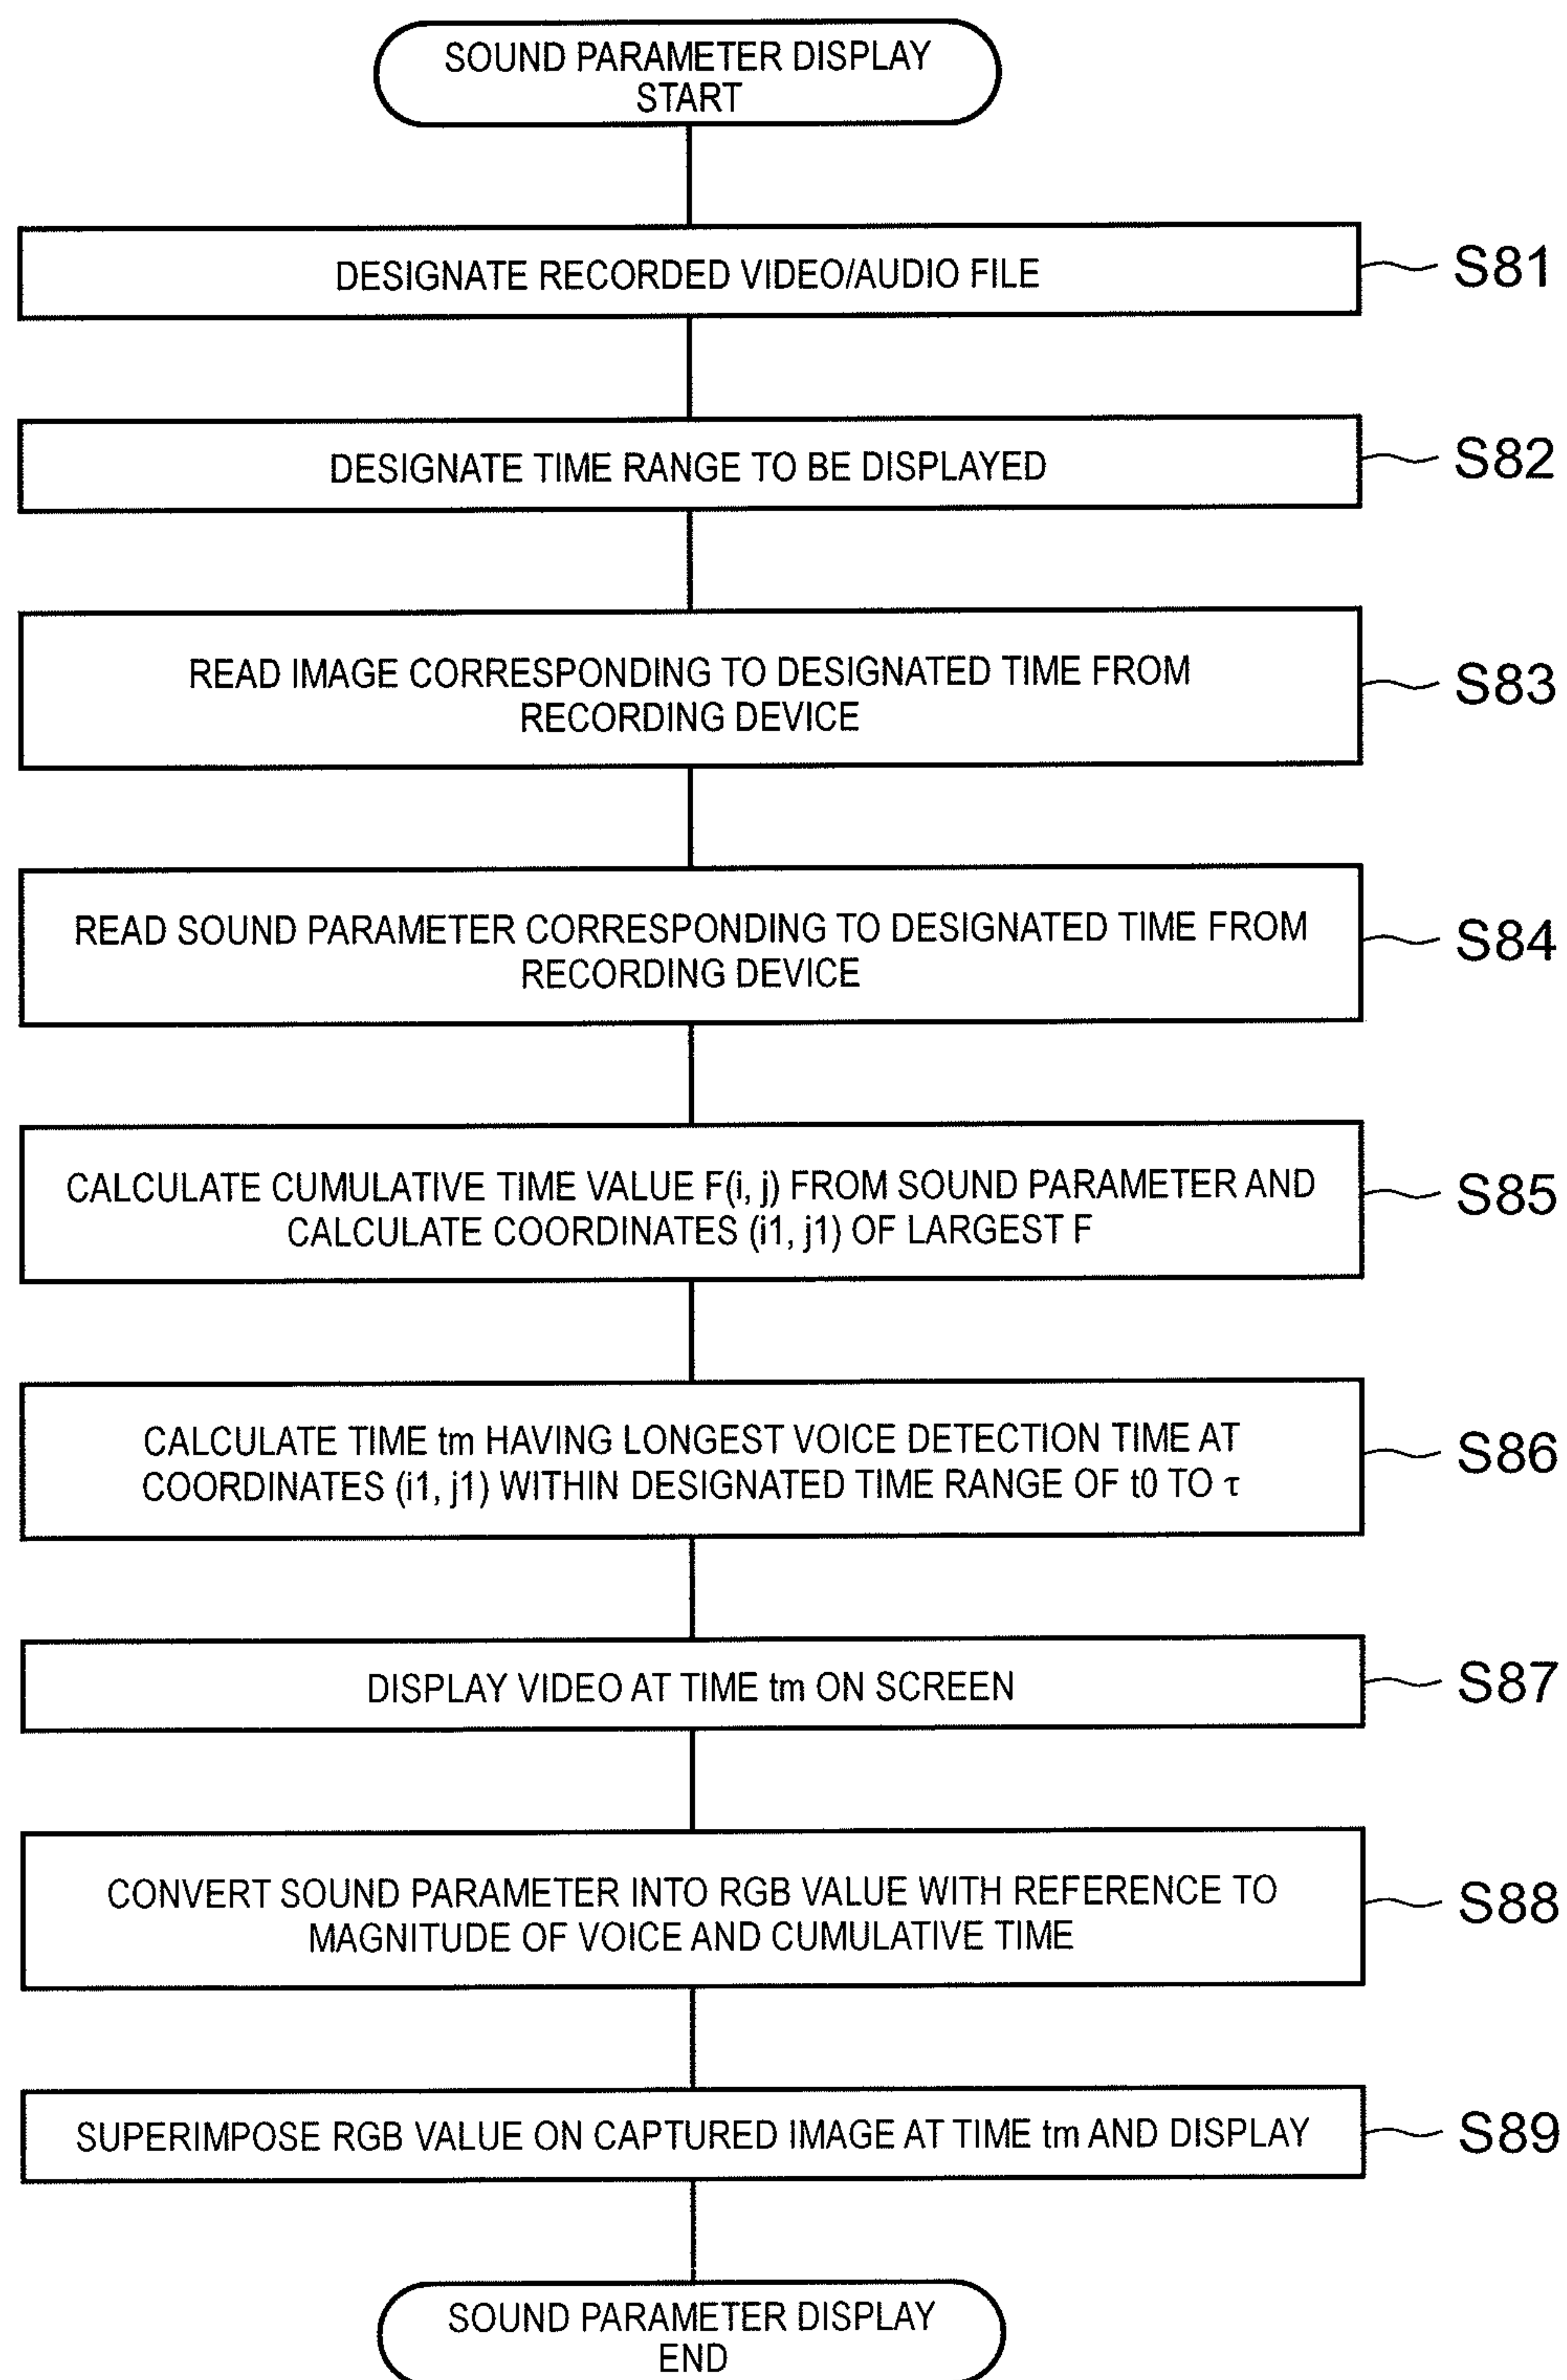 SOUND PARAMETER DISPLAY
START
DESIGNATE RECORDED VIDEO/AUDIO FILE
S81
DESIGNATE TIME RANGE TO BE DISPLAYED
S82
READ IMAGE CORRESPONDING TO DESIGNATED TIME FROM
RECORDING DEVICE
S83
READ SOUND PARAMETER CORRESPONDING TO DESIGNATED TIME FROM
RECORDING DEVICE
S84
CALCULATE CUMULATIVE TIME VALUE F(i, j) FROM SOUND PARAMETER AND
CALCULATE COORDINATES (i1, j1) OF LARGEST F
S85
CALCULATE TIME tm HAVING LONGEST VOICE DETECTION TIME AT
COORDINATES (i1, j1) WITHIN DESIGNATED TIME RANGE OF t0 TO τ
S86
DISPLAY VIDEO AT TIME tm ON SCREEN
S87
CONVERT SOUND PARAMETER INTO RGB VALUE WITH REFERENCE TO
MAGNITUDE OF VOICE AND CUMULATIVE TIME
S88
SUPERIMPOSE RGB VALUE ON CAPTURED IMAGE AT TIME tm AND DISPLAY
S89
SOUND PARAMETER DISPLAY
END